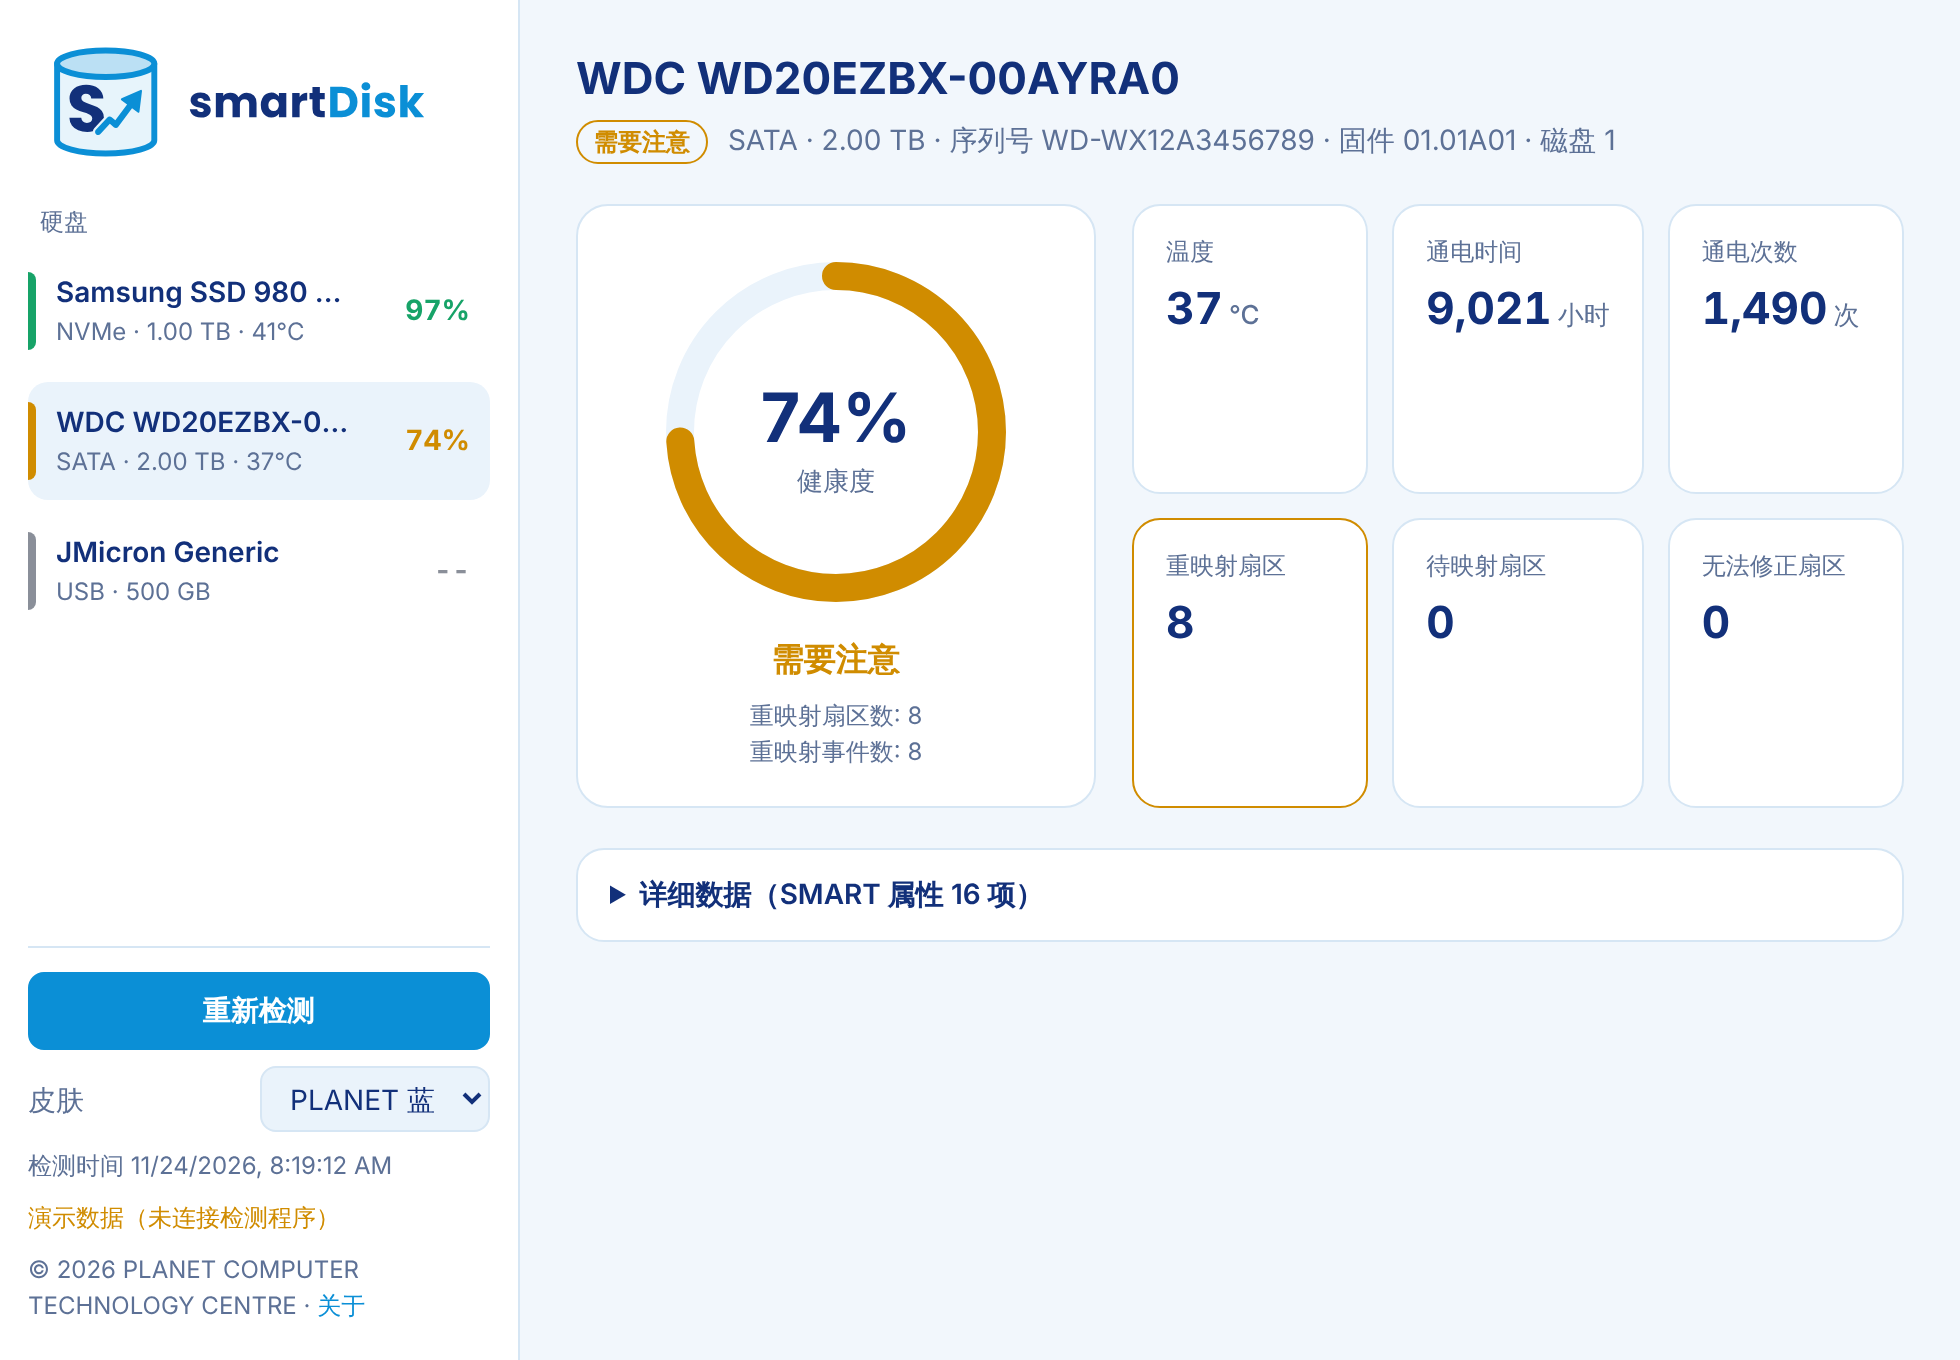 smartDisk
硬盘
Samsung SSD 980 ...
NVMe · 1.00 TB · 41°C
97%
WDC WD20EZBX-0...
SATA · 2.00 TB · 37°C
74%
JMicron Generic
USB · 500 GB
--
重新检测
皮肤
PLANET 蓝
检测时间 11/24/2026, 8:19:12 AM
演示数据（未连接检测程序）
© 2026 PLANET COMPUTER
TECHNOLOGY CENTRE · 关于
WDC WD20EZBX-00AYRA0
需要注意 SATA · 2.00 TB · 序列号 WD-WX12A3456789 · 固件 01.01A01 · 磁盘 1
74%
健康度
需要注意
重映射扇区数: 8
重映射事件数: 8
温度
37 °C
通电时间
9,021 小时
通电次数
1,490 次
重映射扇区
8
待映射扇区
0
无法修正扇区
0
详细数据（SMART 属性 16 项）